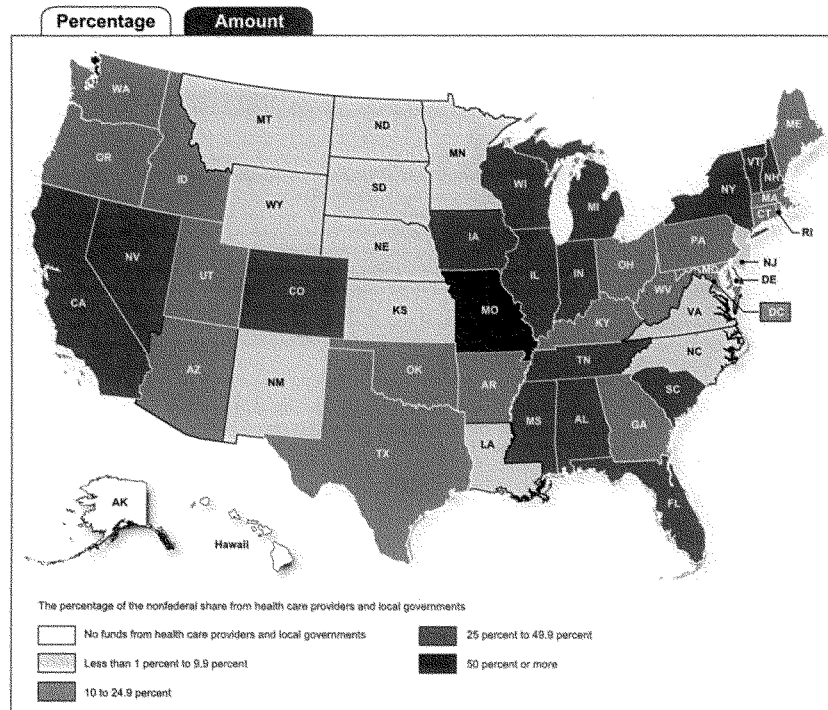 Percentage Amount
WA
MT
ND
MN
ME
OR
ID
SD
WI
VT
NH
NY
MA
WY
MI
CT
RI
IA
PA
NE
NJ
NV
OH
DE
UT
IL
IN
MD
CA
CO
WV
DC
KS
MO
VA
KY
NC
TN
AZ
NM
OK
AR
SC
MS
AL
GA
TX
LA
FL
AK
Hawaii
The percentage of the nonfederal share from health care providers and local governments
No funds from health care providers and local governments
25 percent to 49.9 percent
Less than 1 percent to 9.9 percent
50 percent or more
10 to 24.9 percent